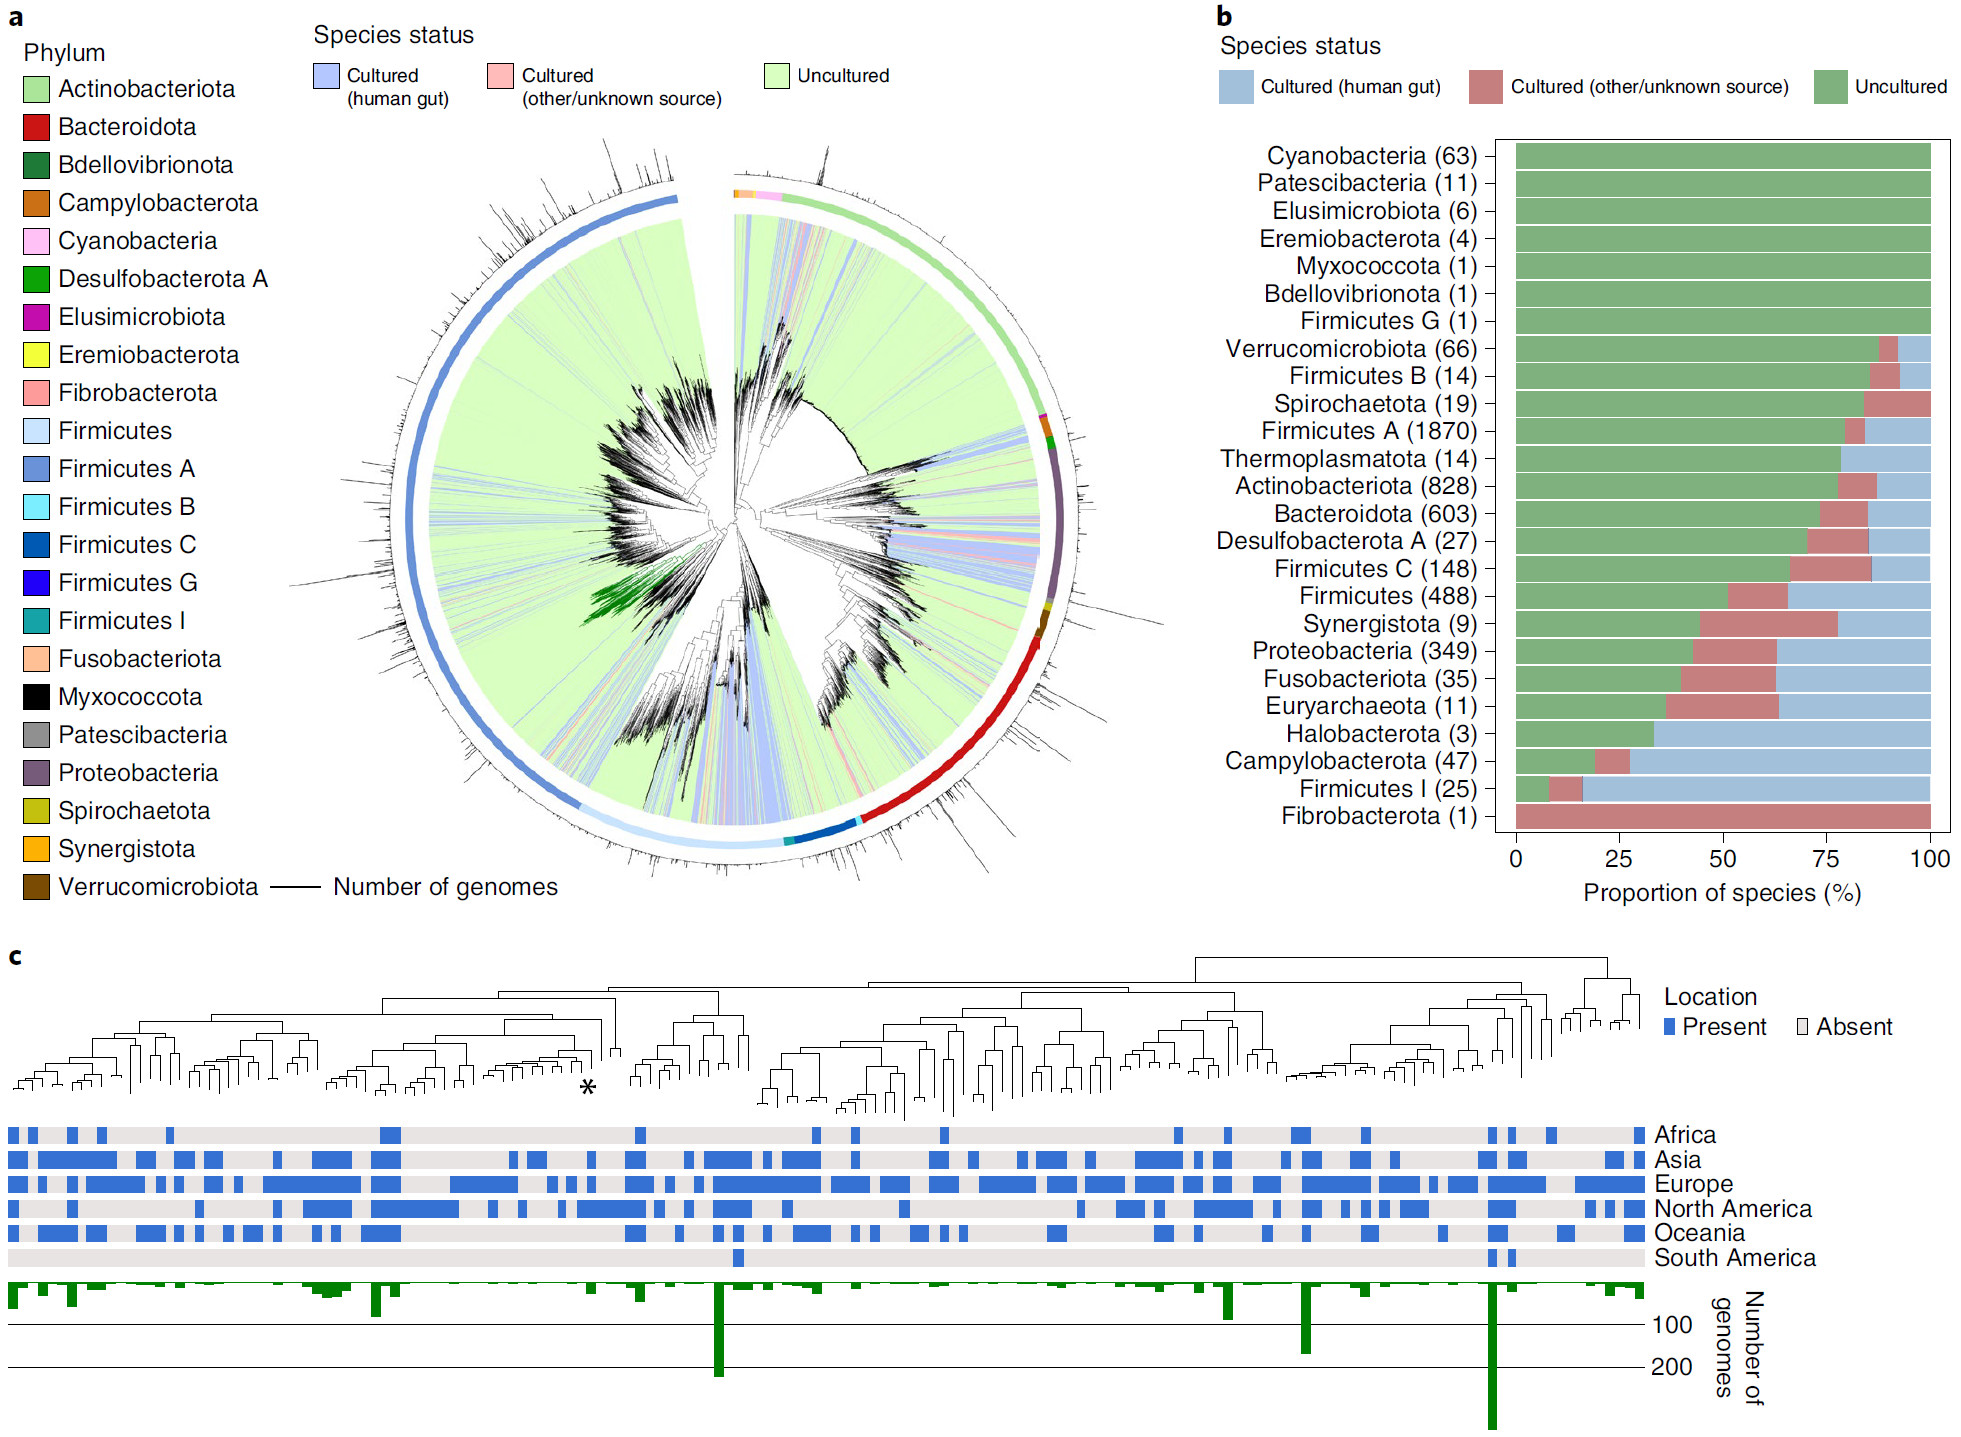 a
Phylum
Actinobacteriota
Bacteroidota
Bdellovibrionota
Campylobacterota
Cyanobacteria
Desulfobacterota A
Elusimicrobiota
Eremiobacterota
Fibrobacterota
Firmicutes
Firmicutes A
Firmicutes B
Firmicutes C
Firmicutes G
Firmicutes I
Fusobacteriota
Myxococcota
Patescibacteria
Proteobacteria
Spirochaetota
Synergistota
Verrucomicrobiota
Number of genomes
Species status
Cultured
(human gut)
Cultured
(other/unknown source)
Uncultured
b
Species status
Cultured (human gut)
Cultured (other/unknown source)
Uncultured
Cyanobacteria (63)
Patescibacteria (11)
Elusimicrobiota (6)
Eremiobacterota (4)
Myxococcota (1)
Bdellovibrionota (1)
Firmicutes G (1)
Verrucomicrobiota (66)
Firmicutes B (14)
Spirochaetota (19)
Firmicutes A (1870)
Thermoplasmatota (14)
Actinobacteriota (828)
Bacteroidota (603)
Desulfobacterota A (27)
Firmicutes C (148)
Firmicutes (488)
Synergistota (9)
Proteobacteria (349)
Fusobacteriota (35)
Euryarchaeota (11)
Halobacterota (3)
Campylobacterota (47)
Firmicutes I (25)
Fibrobacterota (1)
0 25 50 75 100
Proportion of species (%)
c
*
Location
Present Absent
Africa
Asia
Europe
North America
Oceania
South America
100
200
Number of
genomes